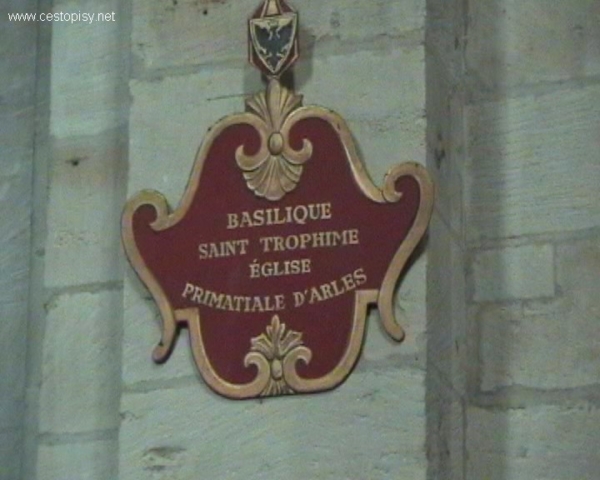 www.cestopisy.net
BASILIQUE
SAINT TROPHIME
ÉGLISE
PRIMATIALE D'ARLES